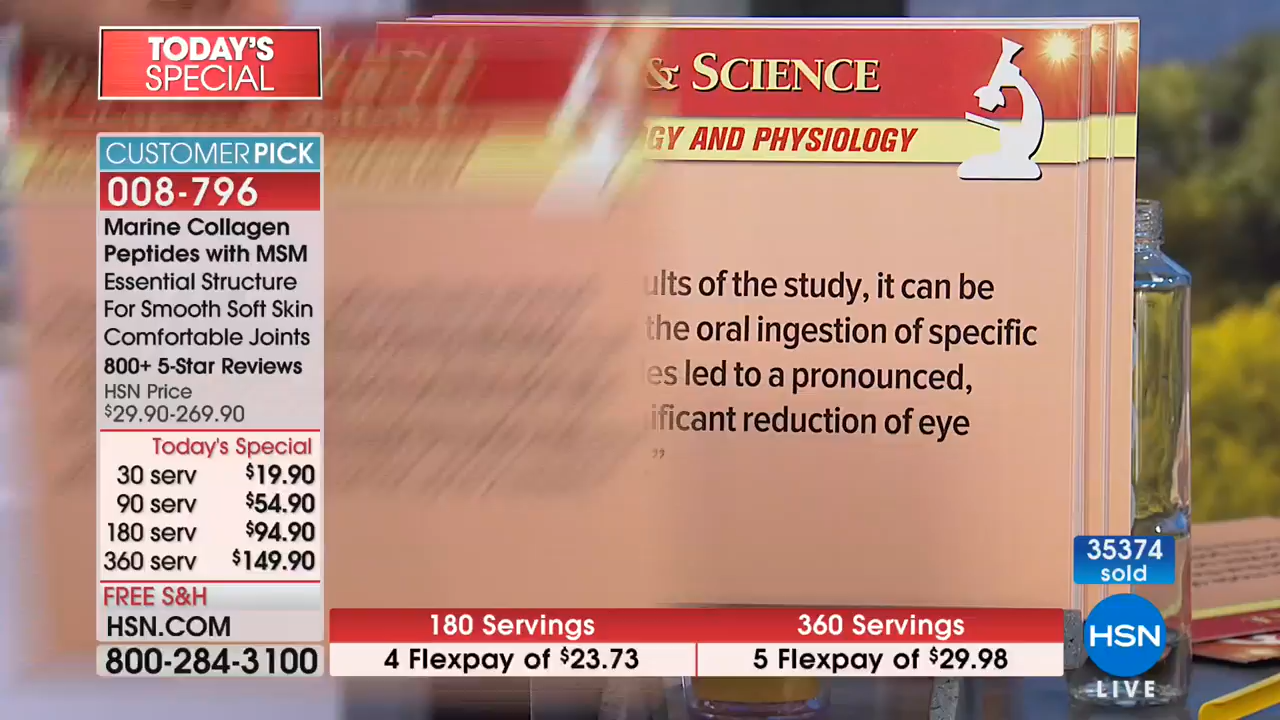 TODAY'S
SPECIAL
CUSTOMER PICK
008-796
Marine Collagen
Peptides with MSM
Essential Structure
For Smooth Soft Skin
Comfortable Joints
800+ 5-Star Reviews
HSN Price
$29.90-269.90
Today's Special
30 serv $19.90
90 serv $54.90
180 serv $94.90
360 serv $149.90
FREE S&H
HSN.COM
800-284-3100
& SCIENCE
AND PHYSIOLOGY
of the study, it can be
the oral ingestion of specific
led to a pronounced,
reduction of eye
"
180 Servings
4 Flexpay of $23.73
360 Servings
5 Flexpay of $29.98
35374
sold
HSN
LIVE